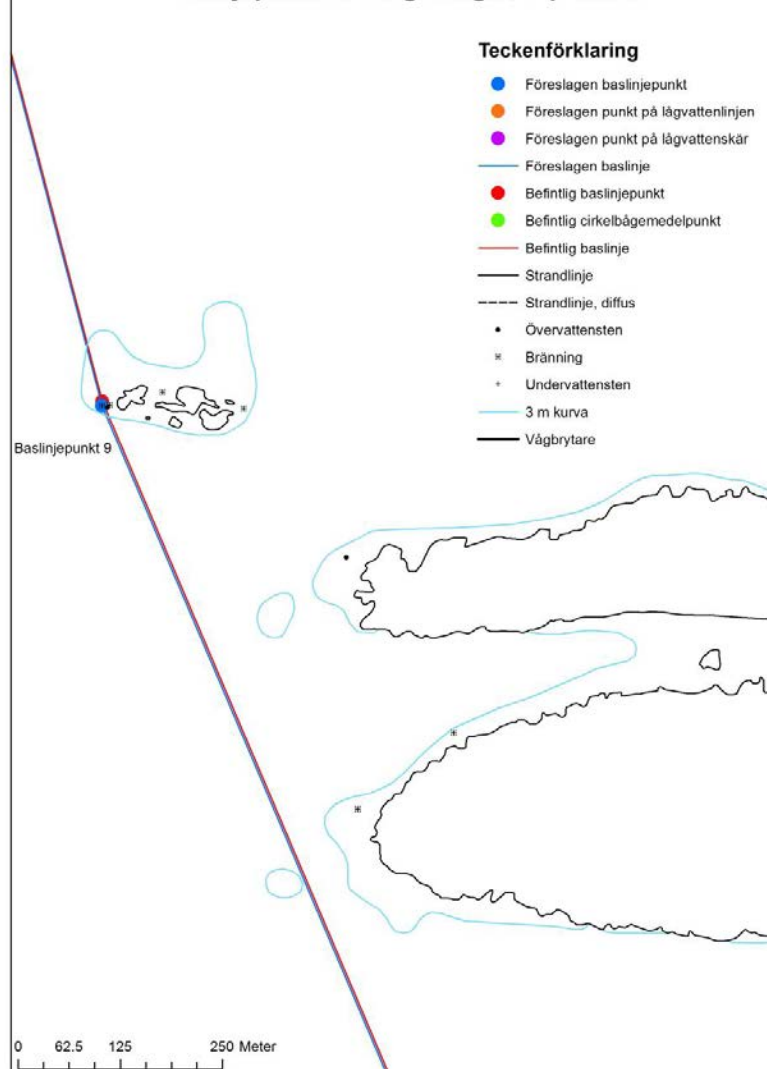 Teckenförklaring
Föreslagen baslinjepunkt
Föreslagen punkt på lågvattenlinjen
Föreslagen punkt på lågvattenskär
Föreslagen baslinje
Befintlig baslinjepunkt
Befintlig cirkelbågemedelpunkt
Befintlig baslinje
Strandlinje
Strandlinje, diffus
Övervattensten
Bränning
Undervattensten
3 m kurva
Vågbrytare
Baslinjepunkt 9
0 62.5 125 250 Meter